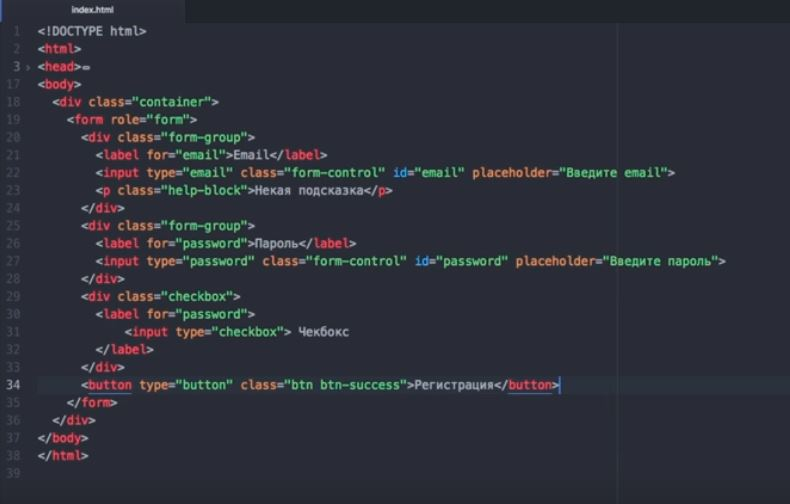 index.html
1 <!DOCTYPE html>
2 <html>
3 <head>
17 <body>
18 <div class="container">
19 <form role="form">
20 <div class="form-group">
21 <label for="email">Email</label>
22 <input type="email" class="form-control" id="email" placeholder="Введите email">
23 <p class="help-block">Некая подсказка</p>
24 </div>
25 <div class="form-group">
26 <label for="password">Пароль</label>
27 <input type="password" class="form-control" id="password" placeholder="Введите пароль">
28 </div>
29 <div class="checkbox">
30 <label for="password">
31 <input type="checkbox"> Чекбокс
32 </label>
33 </div>
34 <button type="button" class="btn btn-success">Регистрация</button>
35 </form>
36 </div>
37 </body>
38 </html>
39